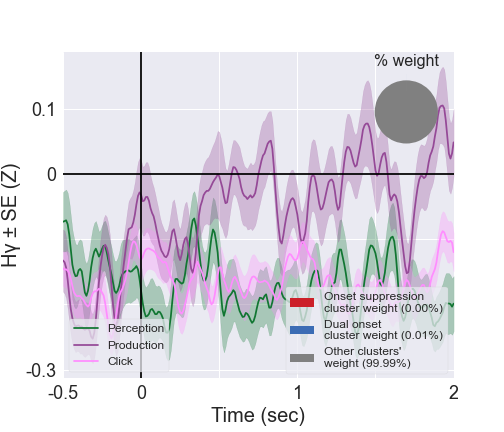 % weight
Hγ ± SE (Z)
0.1
0
-0.3
Perception
Production
Click
Onset suppression
cluster weight (0.00%)
Dual onset
cluster weight (0.01%)
Other clusters'
weight (99.99%)
-0.5
0
1
2
Time (sec)